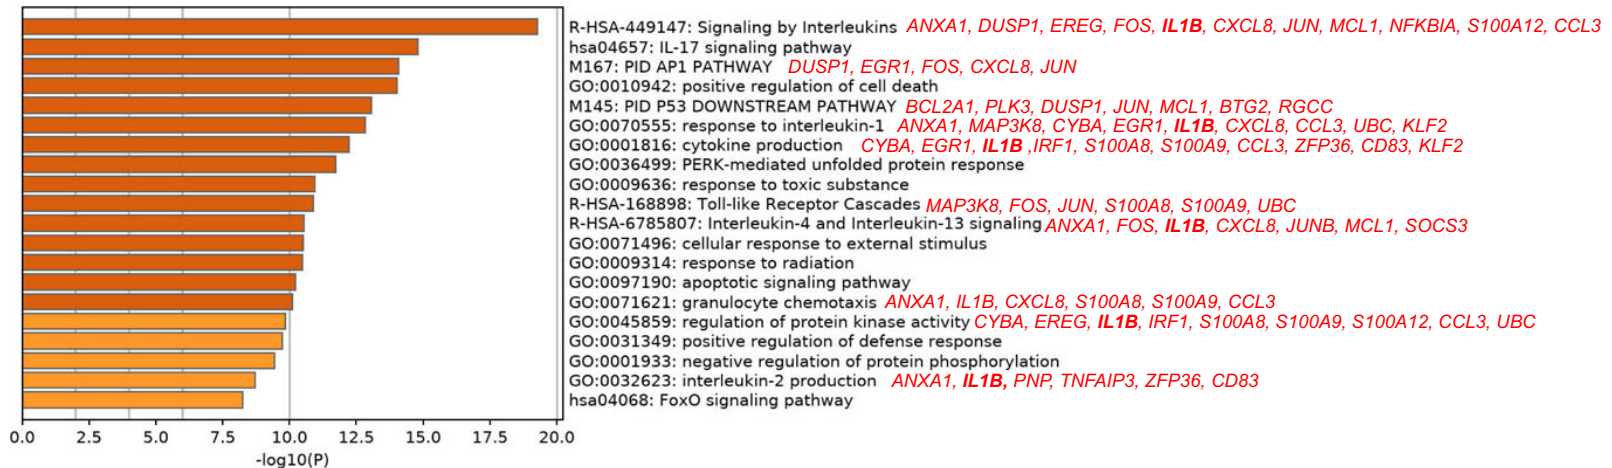 R-HSA-449147: Signaling by Interleukins ANXA1, DUSP1, EREG, FOS, IL1B, CXCL8, JUN, MCL1, NFKBIA, S100A12, CCL3
hsa04657: IL-17 signaling pathway
M167: PID AP1 PATHWAY DUSP1, EGR1, FOS, CXCL8, JUN
GO:0010942: positive regulation of cell death
M145: PID P53 DOWNSTREAM PATHWAY BCL2A1, PLK3, DUSP1, JUN, MCL1, BTG2, RGCC
GO:0070555: response to interleukin-1 ANXA1, MAP3K8, CYBA, EGR1, IL1B, CXCL8, CCL3, UBC, KLF2
GO:0001816: cytokine production CYBA, EGR1, IL1B ,IRF1, S100A8, S100A9, CCL3, ZFP36, CD83, KLF2
GO:0036499: PERK-mediated unfolded protein response
GO:0009636: response to toxic substance
R-HSA-168898: Toll-like Receptor Cascades MAP3K8, FOS, JUN, S100A8, S100A9, UBC
R-HSA-6785807: Interleukin-4 and Interleukin-13 signaling ANXA1, FOS, IL1B, CXCL8, JUNB, MCL1, SOCS3
GO:0071496: cellular response to external stimulus
GO:0009314: response to radiation
GO:0097190: apoptotic signaling pathway
GO:0071621: granulocyte chemotaxis ANXA1, IL1B, CXCL8, S100A8, S100A9, CCL3
GO:0045859: regulation of protein kinase activity CYBA, EREG, IL1B, IRF1, S100A8, S100A9, S100A12, CCL3, UBC
GO:0031349: positive regulation of defense response
GO:0001933: negative regulation of protein phosphorylation
GO:0032623: interleukin-2 production ANXA1, IL1B, PNP, TNFAIP3, ZFP36, CD83
hsa04068: FoxO signaling pathway
0.0 2.5 5.0 7.5 10.0 12.5 15.0 17.5 20.0
-log10(P)